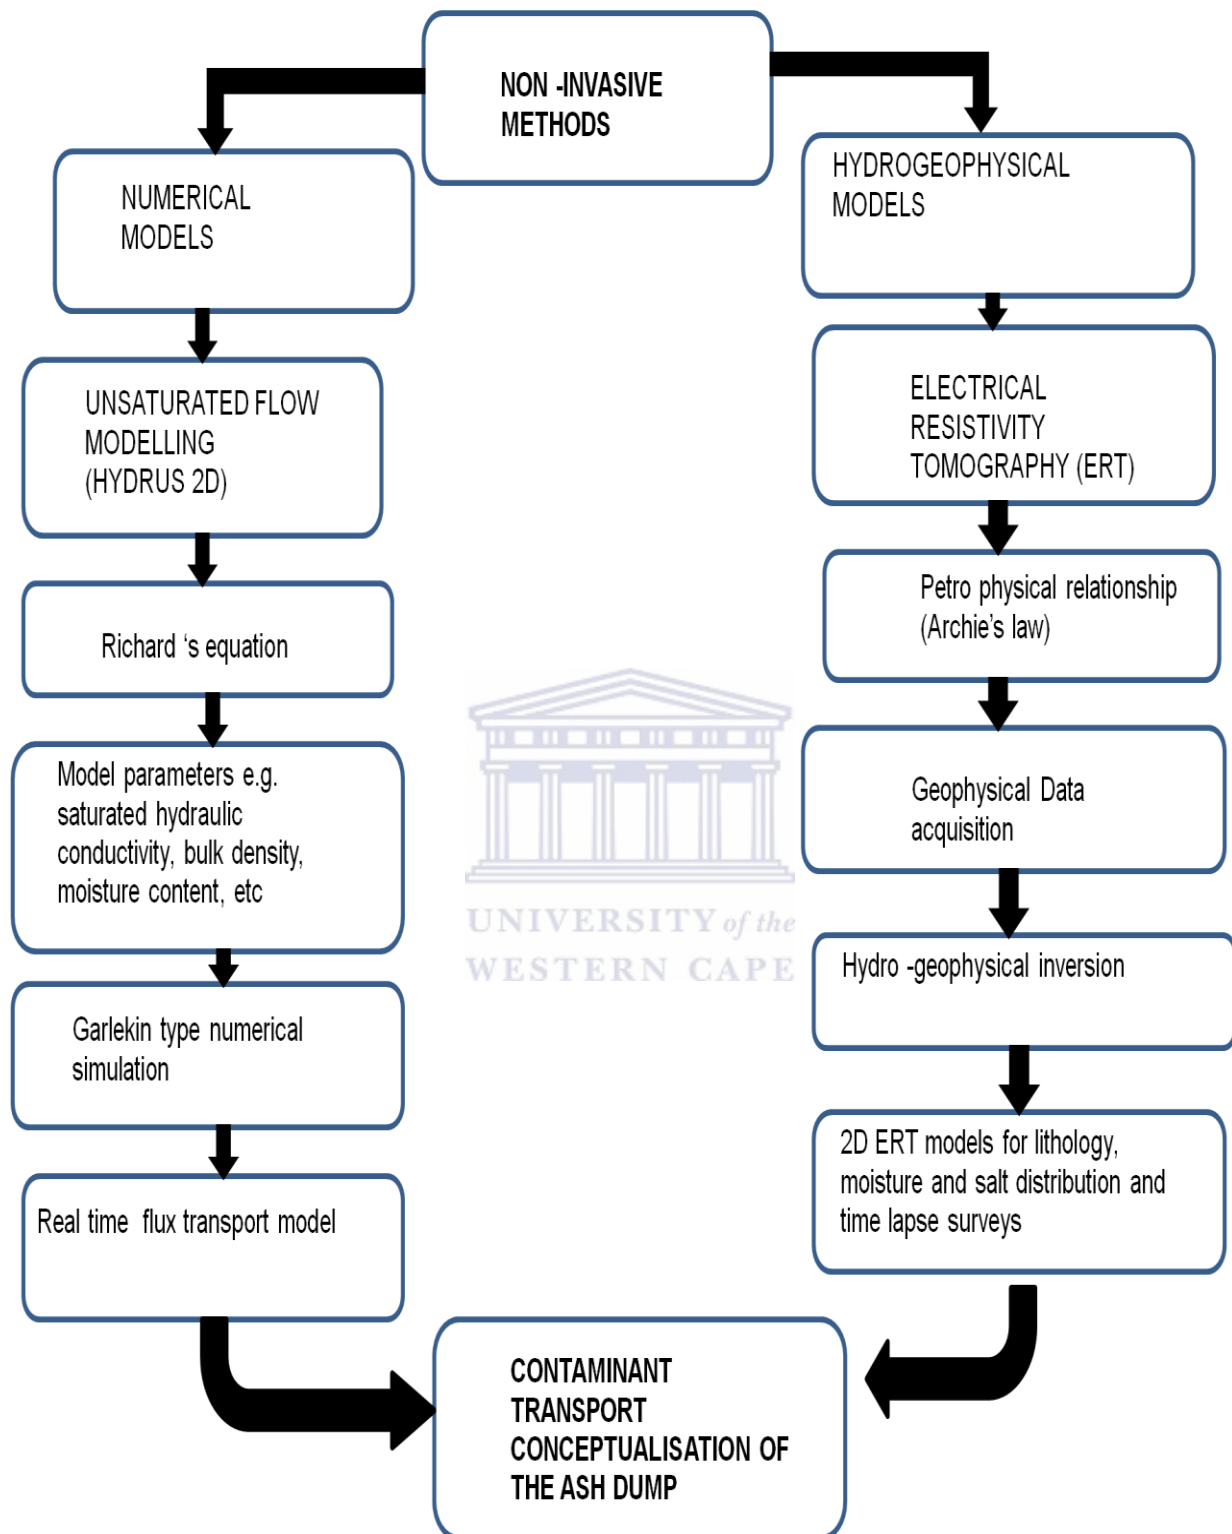 NON -INVASIVE
METHODS
NUMERICAL
MODELS
UNSATURATED FLOW
MODELLING
(HYDRUS 2D)
Richard ‘s equation
Model parameters e.g.
saturated hydraulic
conductivity, bulk density,
moisture content, etc
Garlekin type numerical
simulation
Real time flux transport model
HYDROGEOPHYSICAL
MODELS
ELECTRICAL
RESISTIVITY
TOMOGRAPHY (ERT)
Petro physical relationship
(Archie’s law)
Geophysical Data
acquisition
Hydro -geophysical inversion
2D ERT models for lithology,
moisture and salt distribution and
time lapse surveys
CONTAMINANT
TRANSPORT
CONCEPTUALISATION OF
THE ASH DUMP
UNIVERSITY of the
WESTERN CAPE